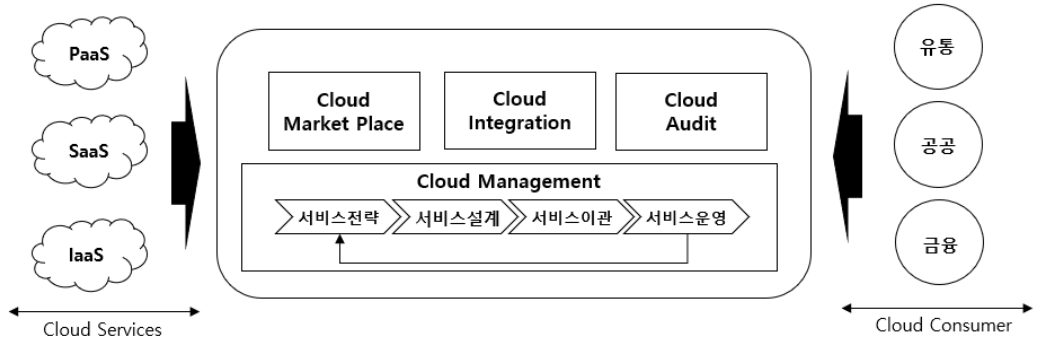 PaaS
SaaS
IaaS
Cloud Services
Cloud
Market Place
Cloud
Integration
Cloud
Audit
Cloud Management
서비스전략
서비스설계
서비스이관
서비스운영
유통
공공
금융
Cloud Consumer